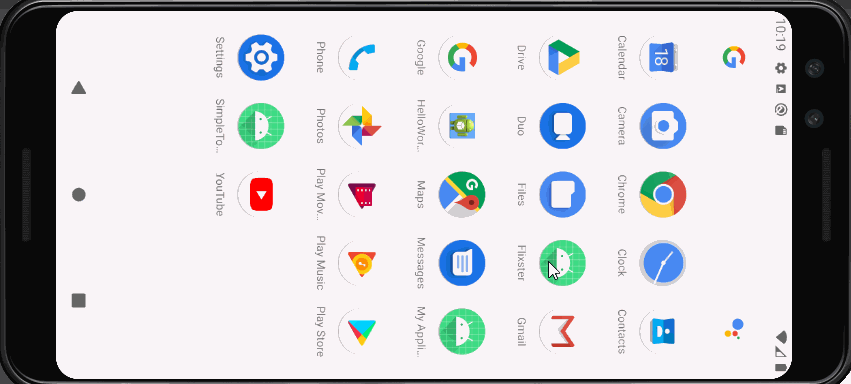 10:19
Calendar Camera Chrome Clock Contacts
18
Drive Duo Files Flixster Gmail
Google HelloWor... Maps Messages My Appli...
Phone Photos Play Mov... Play Music Play Store
Settings SimpleTo... YouTube